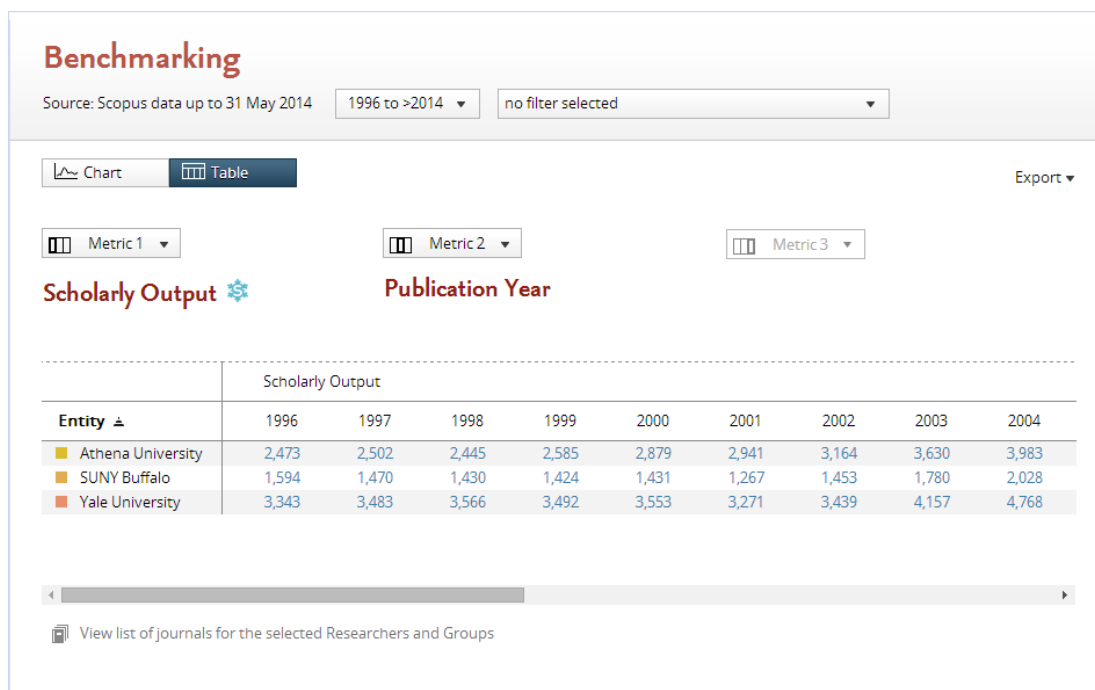 Benchmarking
Source: Scopus data up to 31 May 2014 1996 to >2014 no filter selected
Chart Table Export
Metric 1 Metric 2 Metric 3
Scholarly Output Publication Year
Scholarly Output
Entity 1996 1997 1998 1999 2000 2001 2002 2003 2004
Athena University 2,473 2,502 2,445 2,585 2,879 2,941 3,164 3,630 3,983
SUNY Buffalo 1,594 1,470 1,430 1,424 1,431 1,267 1,453 1,780 2,028
Yale University 3,343 3,483 3,566 3,492 3,553 3,271 3,439 4,157 4,768
View list of journals for the selected Researchers and Groups